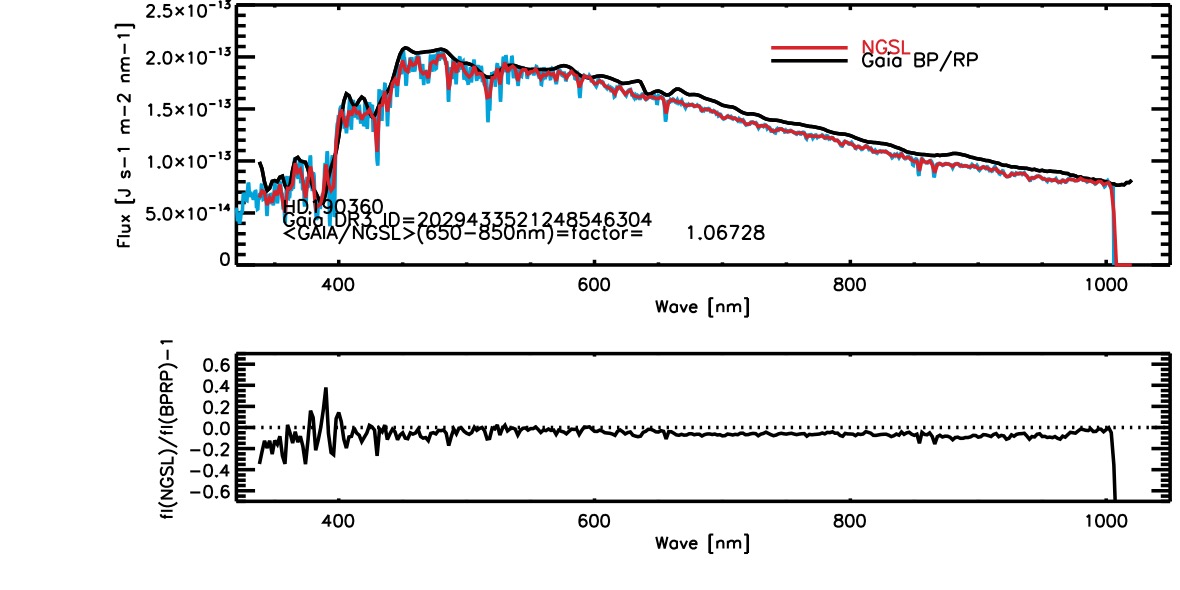 2.5×10−13
2.0×10−13
1.5×10−13
1.0×10−13
5.0×10−14
0
Flux [J s−1 m−2 nm−1]
NGSL
Gaia BP/RP
HD190360
Gaia DR3 ID=2029433521248546304
<GAIA/NGSL>(650−850nm)=factor= 1.06728
400 600 800 1000
Wave [nm]
0.6
0.4
0.2
0.0
−0.2
−0.4
−0.6
fl(NGSL)/fl(BPRP)−1
400 600 800 1000
Wave [nm]